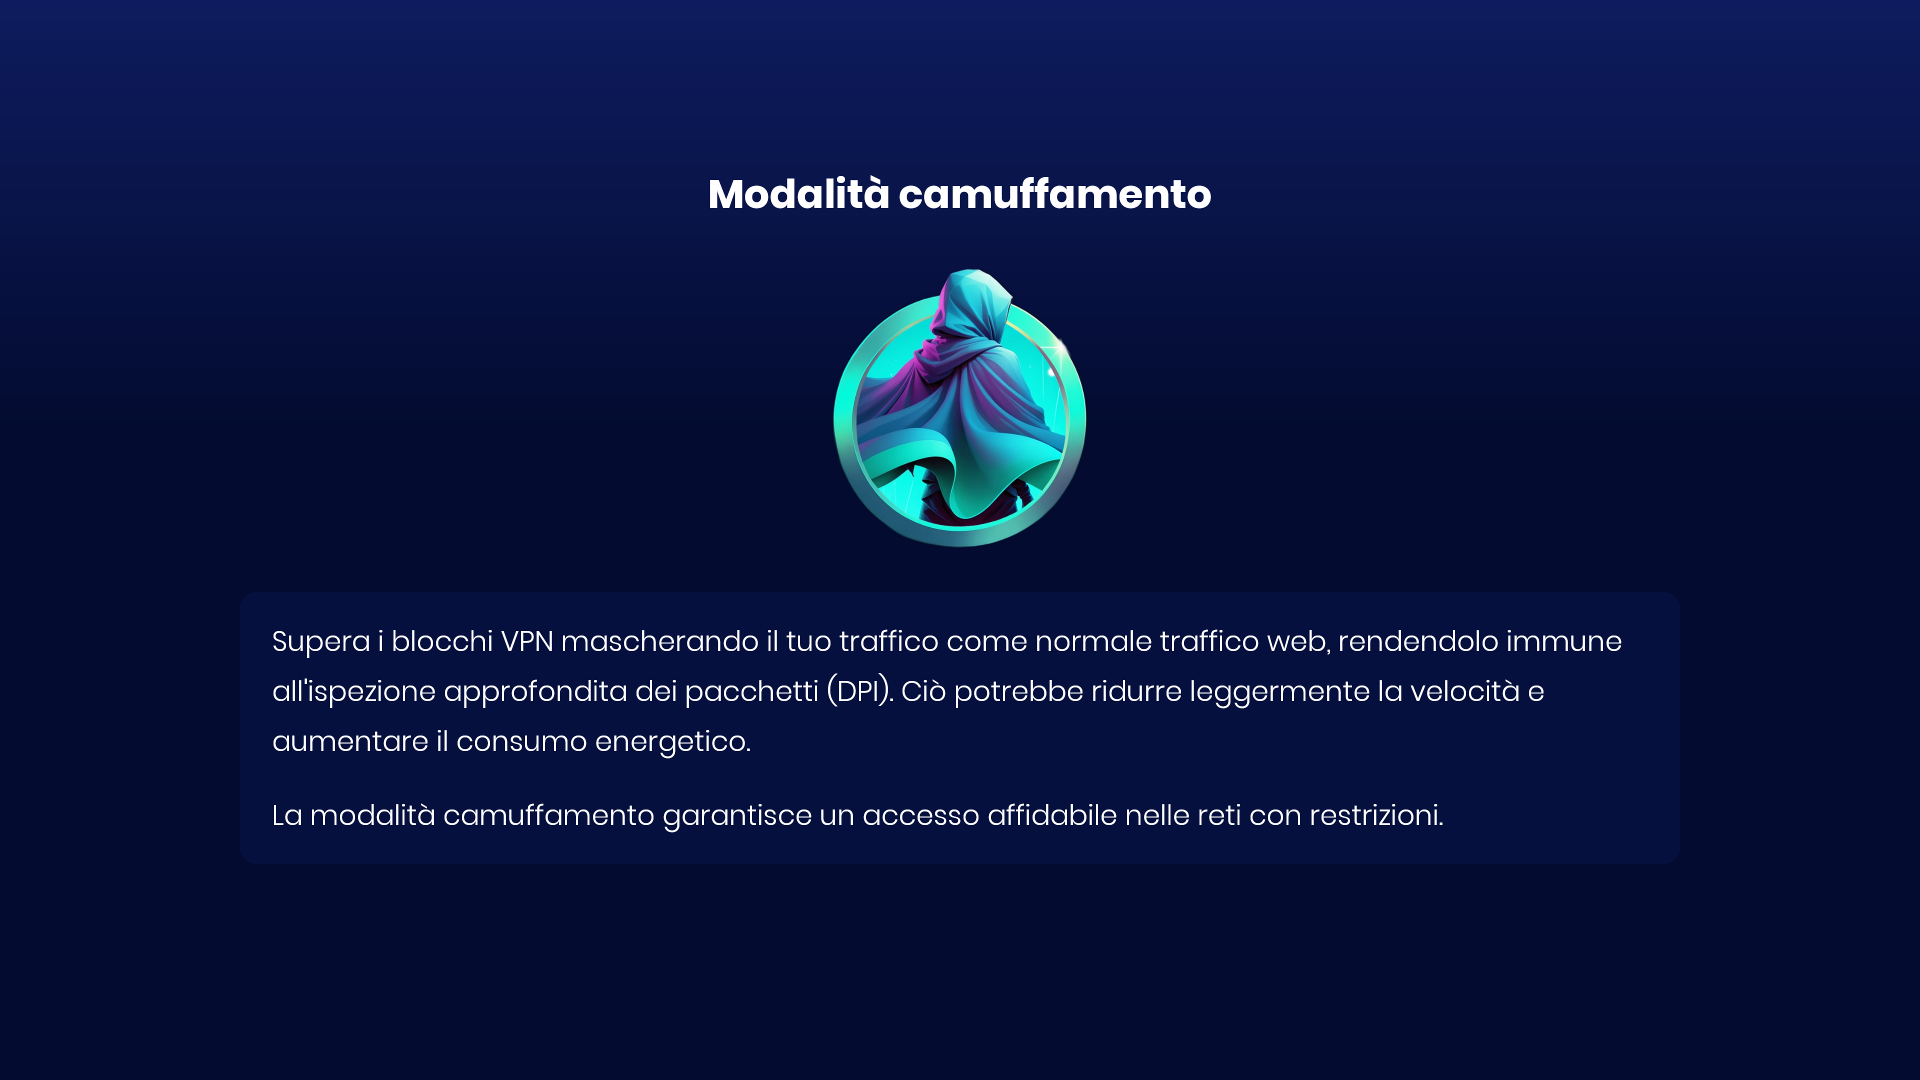 Modalità camuffamento
Supera i blocchi VPN mascherando il tuo traffico come normale traffico web, rendendolo immune
all'ispezione approfondita dei pacchetti (DPI). Ciò potrebbe ridurre leggermente la velocità e
aumentare il consumo energetico.
La modalità camuffamento garantisce un accesso affidabile nelle reti con restrizioni.